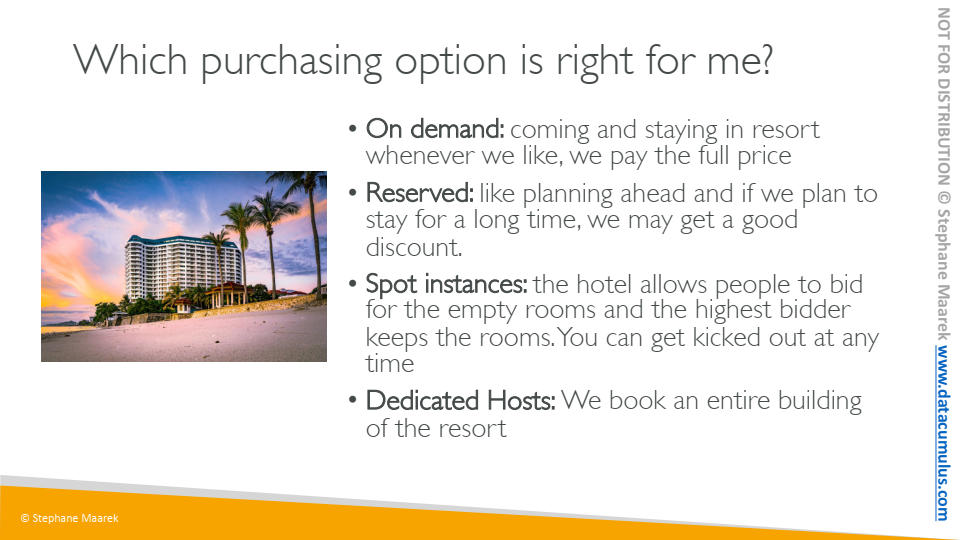 Which purchasing option is right for me?
• On demand: coming and staying in resort
whenever we like, we pay the full price
• Reserved: like planning ahead and if we plan to
stay for a long time, we may get a good
discount.
• Spot instances: the hotel allows people to bid
for the empty rooms and the highest bidder
keeps the rooms. You can get kicked out at any
time
• Dedicated Hosts: We book an entire building
of the resort
© Stephane Maarek
NOT FOR DISTRIBUTION © Stephane Maarek www.datacumulus.com